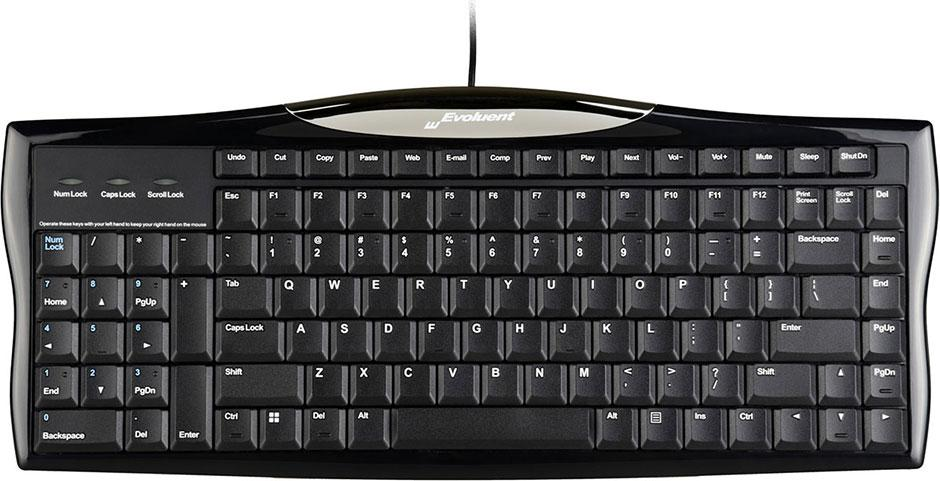 Evoluent
Undo Cut Copy Paste Web E-mail Comp Prev Play Next Vol- Vol+ Mute Sleep Shut Dn
Num Lock Caps Lock Scroll Lock
Esc F1 F2 F3 F4 F5 F6 F7 F8 F9 F10 F11 F12 Print Screen Scroll Lock Del
Operate these keys with your left hand to keep your right hand on the mouse
Num Lock / * - ~ ` ! 1 @ 2 # 3 $ 4 % 5 ^ 6 & 7 * 8 ( 9 ) 0 — - + = Backspace Home
7 Home 8 ▲ 9 PgUp + Tab Q W E R T Y U I O P { [ } ] | \ End
4 ◄ 5 6 ► Caps Lock A S D F G H J K L : ; " ' Enter PgUp
1 End 2 ▼ 3 PgDn Shift Z X C V B N M < , > . ? / Shift ▲ PgDn
0 Backspace . Del Enter Ctrl Del Alt Alt Ins Ctrl ◄ ▼ ►